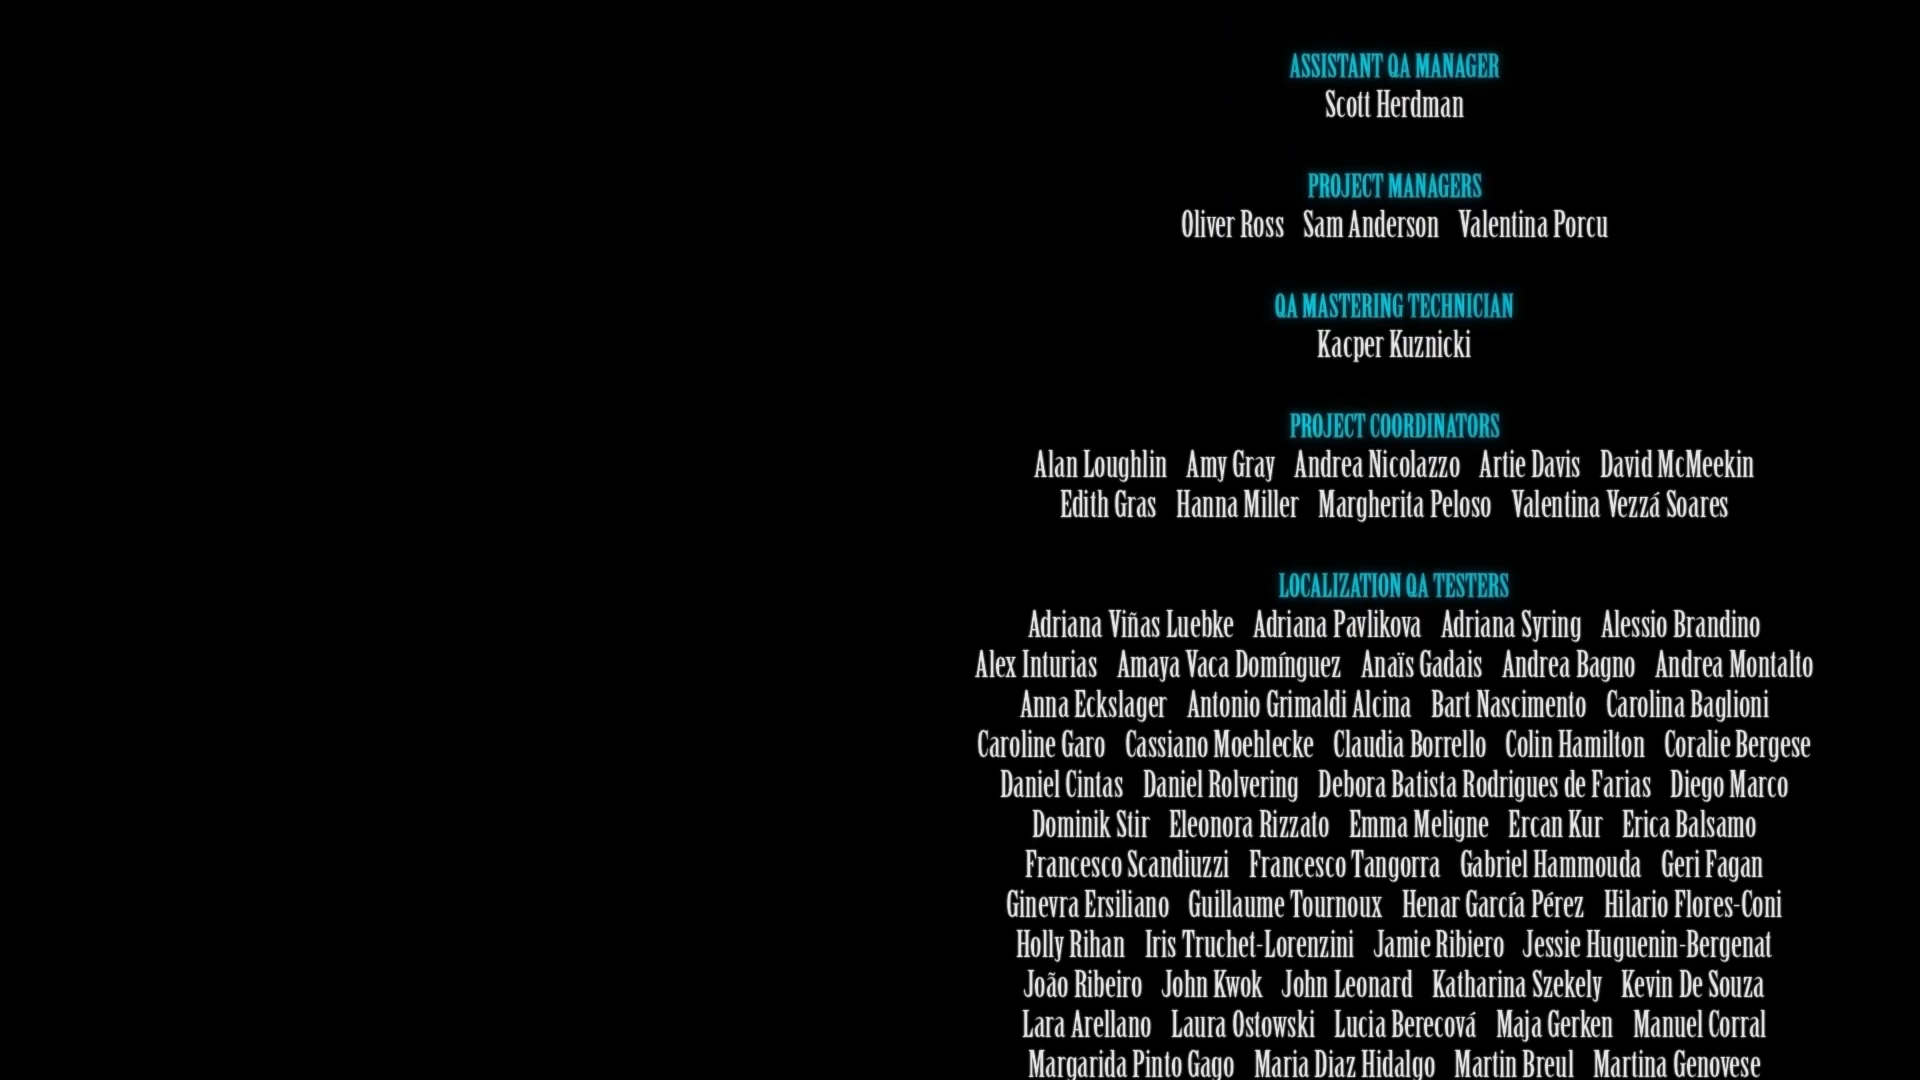 ASSISTANT QA MANAGER
Scott Herdman
PROJECT MANAGERS
Oliver Ross Sam Anderson Valentina Porcu
QA MASTERING TECHNICIAN
Kacper Kuznicki
PROJECT COORDINATORS
Alan Loughlin Amy Gray Andrea Nicolazzo Artie Davis David McMeekin
Edith Gras Hanna Miller Margherita Peloso Valentina Vezzá Soares
LOCALIZATION QA TESTERS
Adriana Viñas Luebke Adriana Pavlikova Adriana Syring Alessio Brandino
Alex Inturias Amaya Vaca Domínguez Anaïs Gadais Andrea Bagno Andrea Montalto
Anna Eckslager Antonio Grimaldi Alcina Bart Nascimento Carolina Baglioni
Caroline Garo Cassiano Moehlecke Claudia Borrello Colin Hamilton Coralie Bergese
Daniel Cintas Daniel Rolvering Debora Batista Rodrigues de Farias Diego Marco
Dominik Stir Eleonora Rizzato Emma Meligne Ercan Kur Erica Balsamo
Francesco Scandiuzzi Francesco Tangorra Gabriel Hammouda Geri Fagan
Ginevra Ersiliano Guillaume Tournoux Henar García Pérez Hilario Flores-Coni
Holly Rihan Iris Truchet-Lorenzini Jamie Ribiero Jessie Huguenin-Bergenat
João Ribeiro John Kwok John Leonard Katharina Szekely Kevin De Souza
Lara Arellano Laura Ostowski Lucia Berecová Maja Gerken Manuel Corral
Margarida Pinto Gago Maria Diaz Hidalgo Martin Breul Martina Genovese